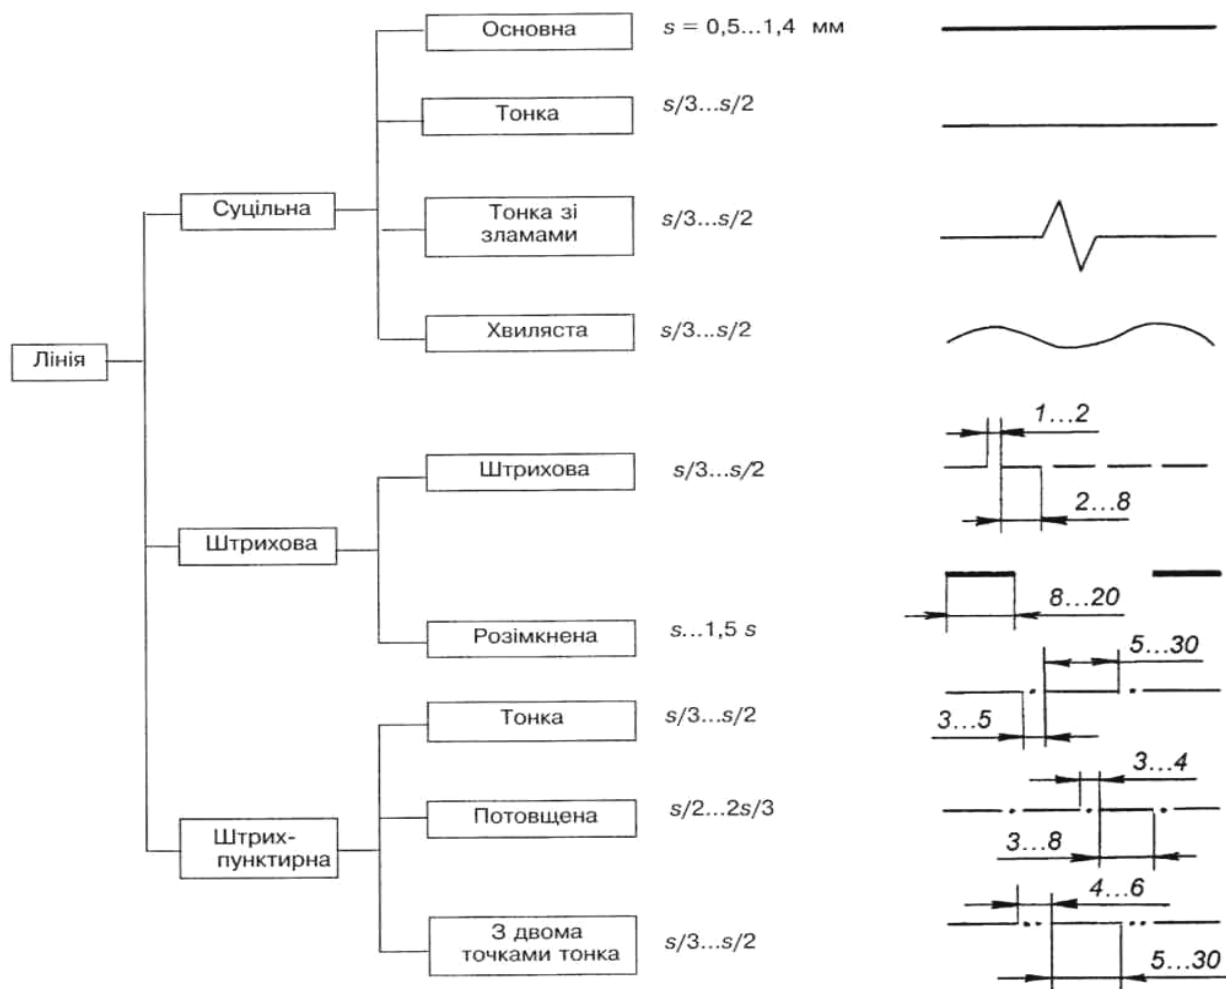 Основна s = 0,5...1,4 мм
Тонка s/3...s/2
Суцільна
Тонка зі
зламами
s/3...s/2
Хвиляста s/3...s/2
Лінія
1...2
Штрихова s/3...s/2
2...8
Штрихова
8...20
Розімкнена s...1,5 s
5...30
Тонка s/3...s/2
3...5
3...4
Потовщена s/2...2s/3
Штрих-
пунктирна
3...8
4...6
З двома
точками тонка
s/3...s/2
5...30